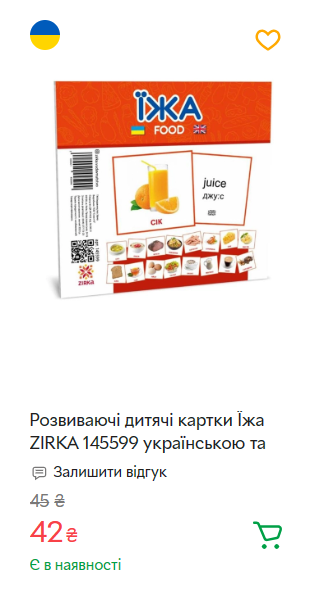 ЇЖА
FOOD
СІК
juice
джу:с
ZIRKA
Розвиваючі дитячі картки Їжа
ZIRKA 145599 українською та
Залишити відгук
45 ₴
42 ₴
Є в наявності